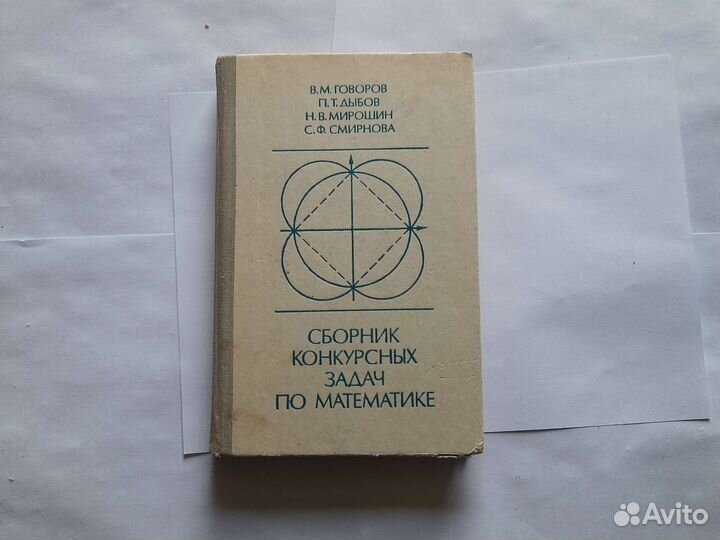 В. М. ГОВОРОВ
П. Т. ДЫБОВ
Н. В. МИРОШИН
С. Ф. СМИРНОВА
СБОРНИК
КОНКУРСНЫХ
ЗАДАЧ
ПО МАТЕМАТИКЕ
Avito